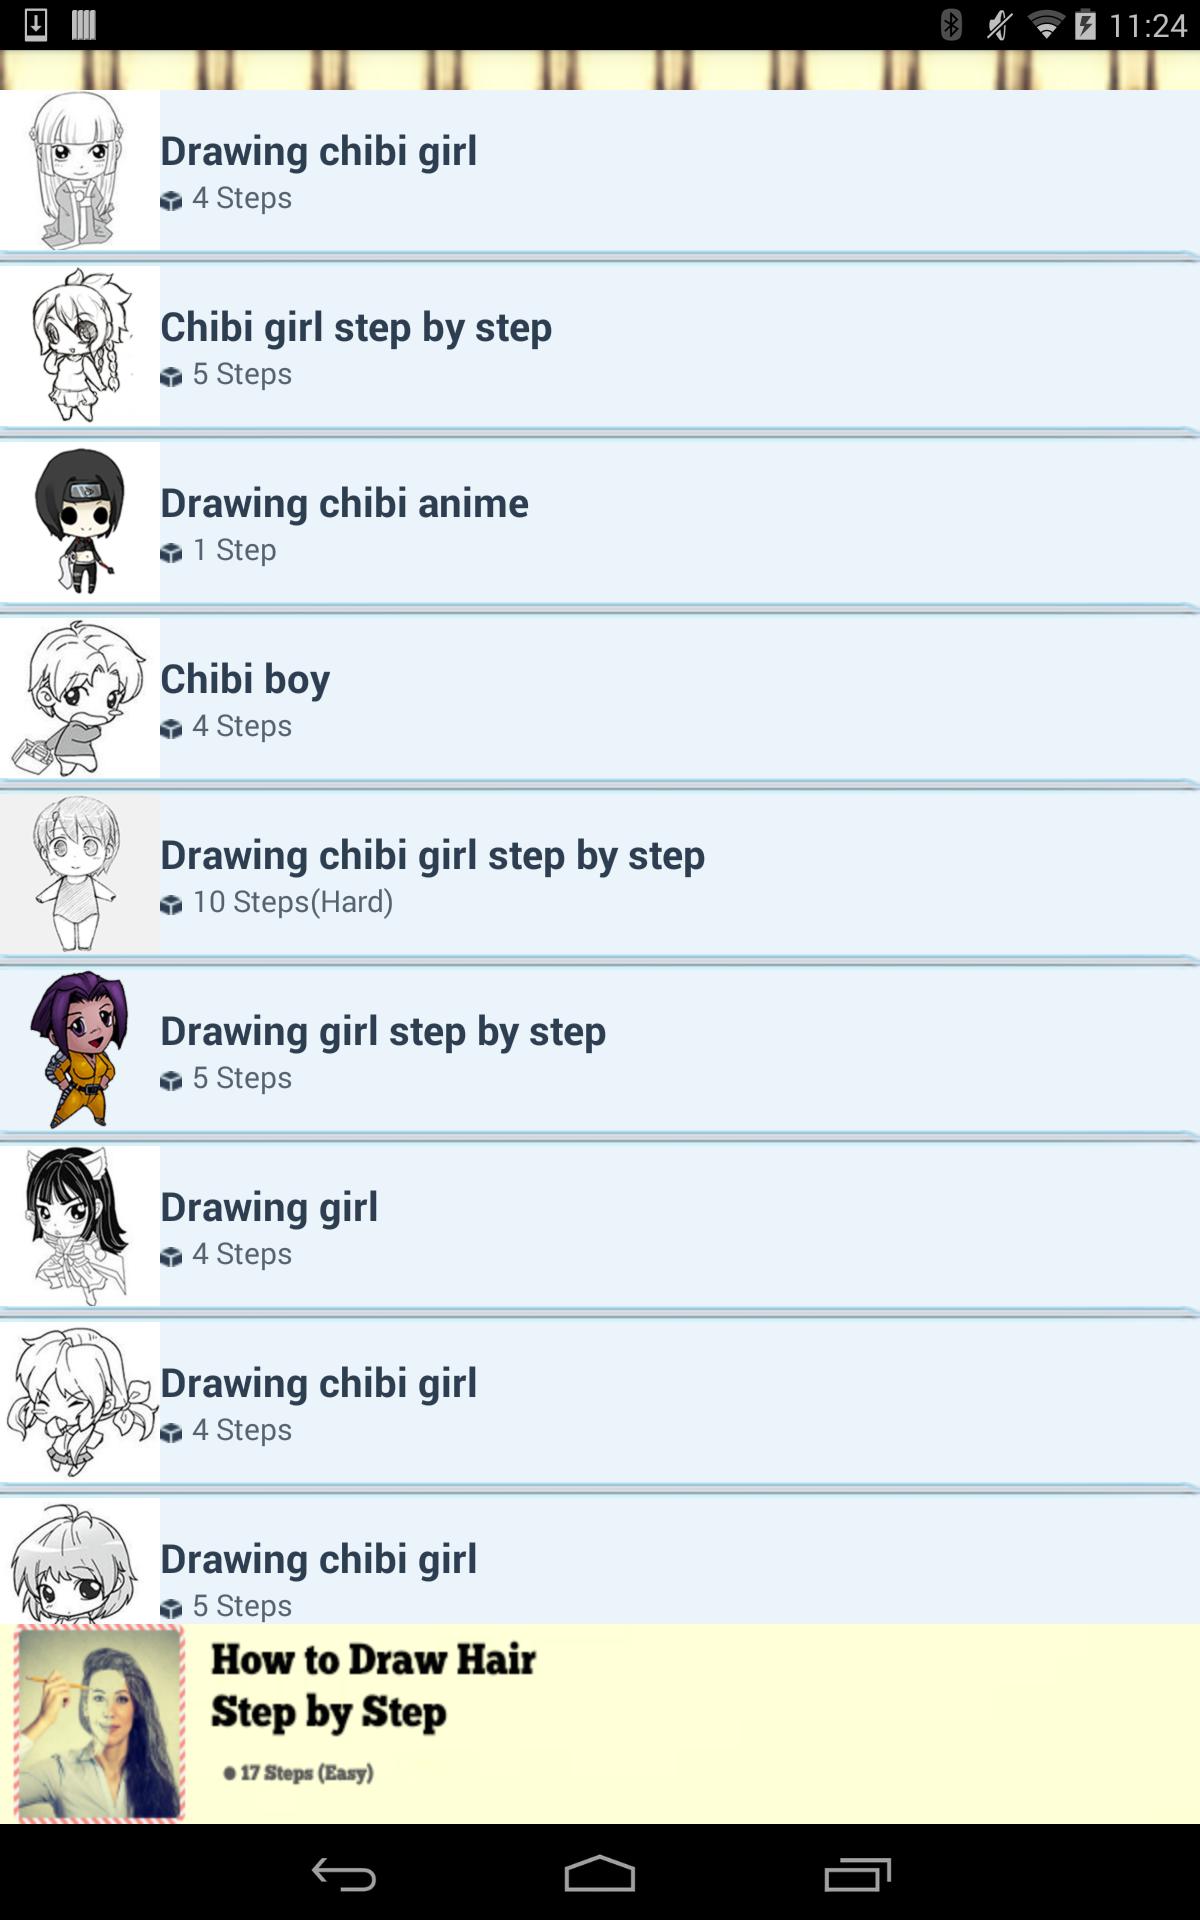 11:24
Drawing chibi girl
4 Steps
Chibi girl step by step
5 Steps
Drawing chibi anime
1 Step
Chibi boy
4 Steps
Drawing chibi girl step by step
10 Steps(Hard)
Drawing girl step by step
5 Steps
Drawing girl
4 Steps
Drawing chibi girl
4 Steps
Drawing chibi girl
5 Steps
How to Draw Hair
Step by Step
17 Steps (Easy)